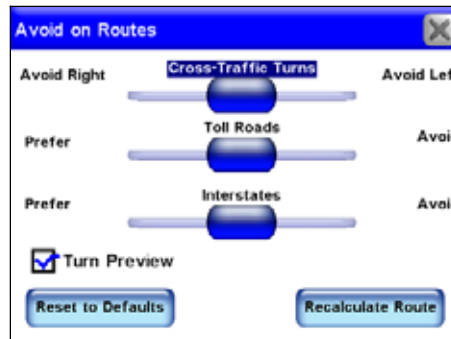 Avoid on Routes
Cross-Traffic Turns
Avoid Right
Toll Roads
Prefer
Interstates
Prefer
Turn Preview
Reset to Defaults
Recalculate Route